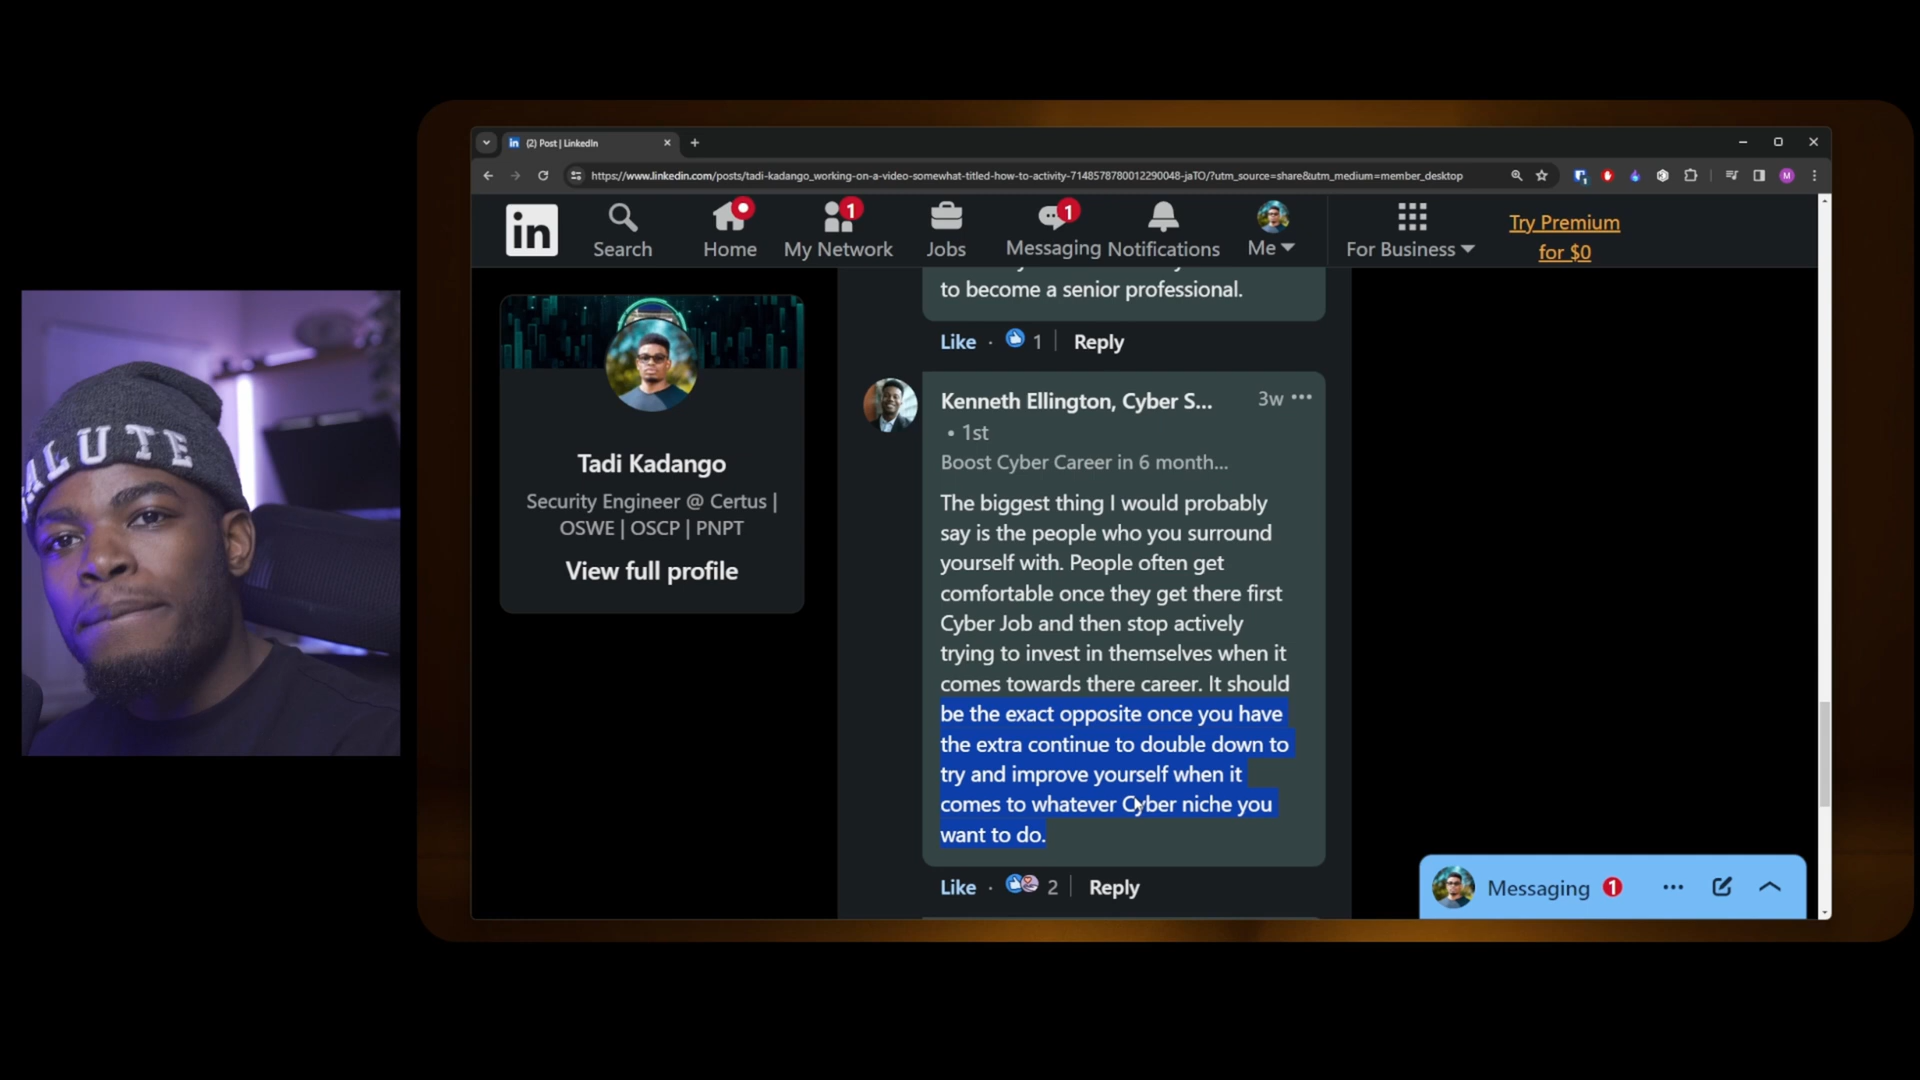 (2) Post | LinkedIn
https://www.linkedin.com/posts/tadi-kadango_working-on-a-video-somewhat-titled-how-to-activity-7148578780012290048-jaTO/?utm_source=share&utm_medium=member_desktop
M
in
Search
Home
1
My Network
Jobs
1
Messaging
Notifications
Me
For Business
Try Premium
for $0
ALUTE
Tadi Kadango
Security Engineer @ Certus |
OSWE | OSCP | PNPT
View full profile
to become a senior professional.
Like · 1 | Reply
Kenneth Ellington, Cyber S... 3w
• 1st
Boost Cyber Career in 6 month...
The biggest thing I would probably
say is the people who you surround
yourself with. People often get
comfortable once they get there first
Cyber Job and then stop actively
trying to invest in themselves when it
comes towards there career. It should
be the exact opposite once you have
the extra continue to double down to
try and improve yourself when it
comes to whatever Cyber niche you
want to do.
Like · 2 | Reply
Messaging 1